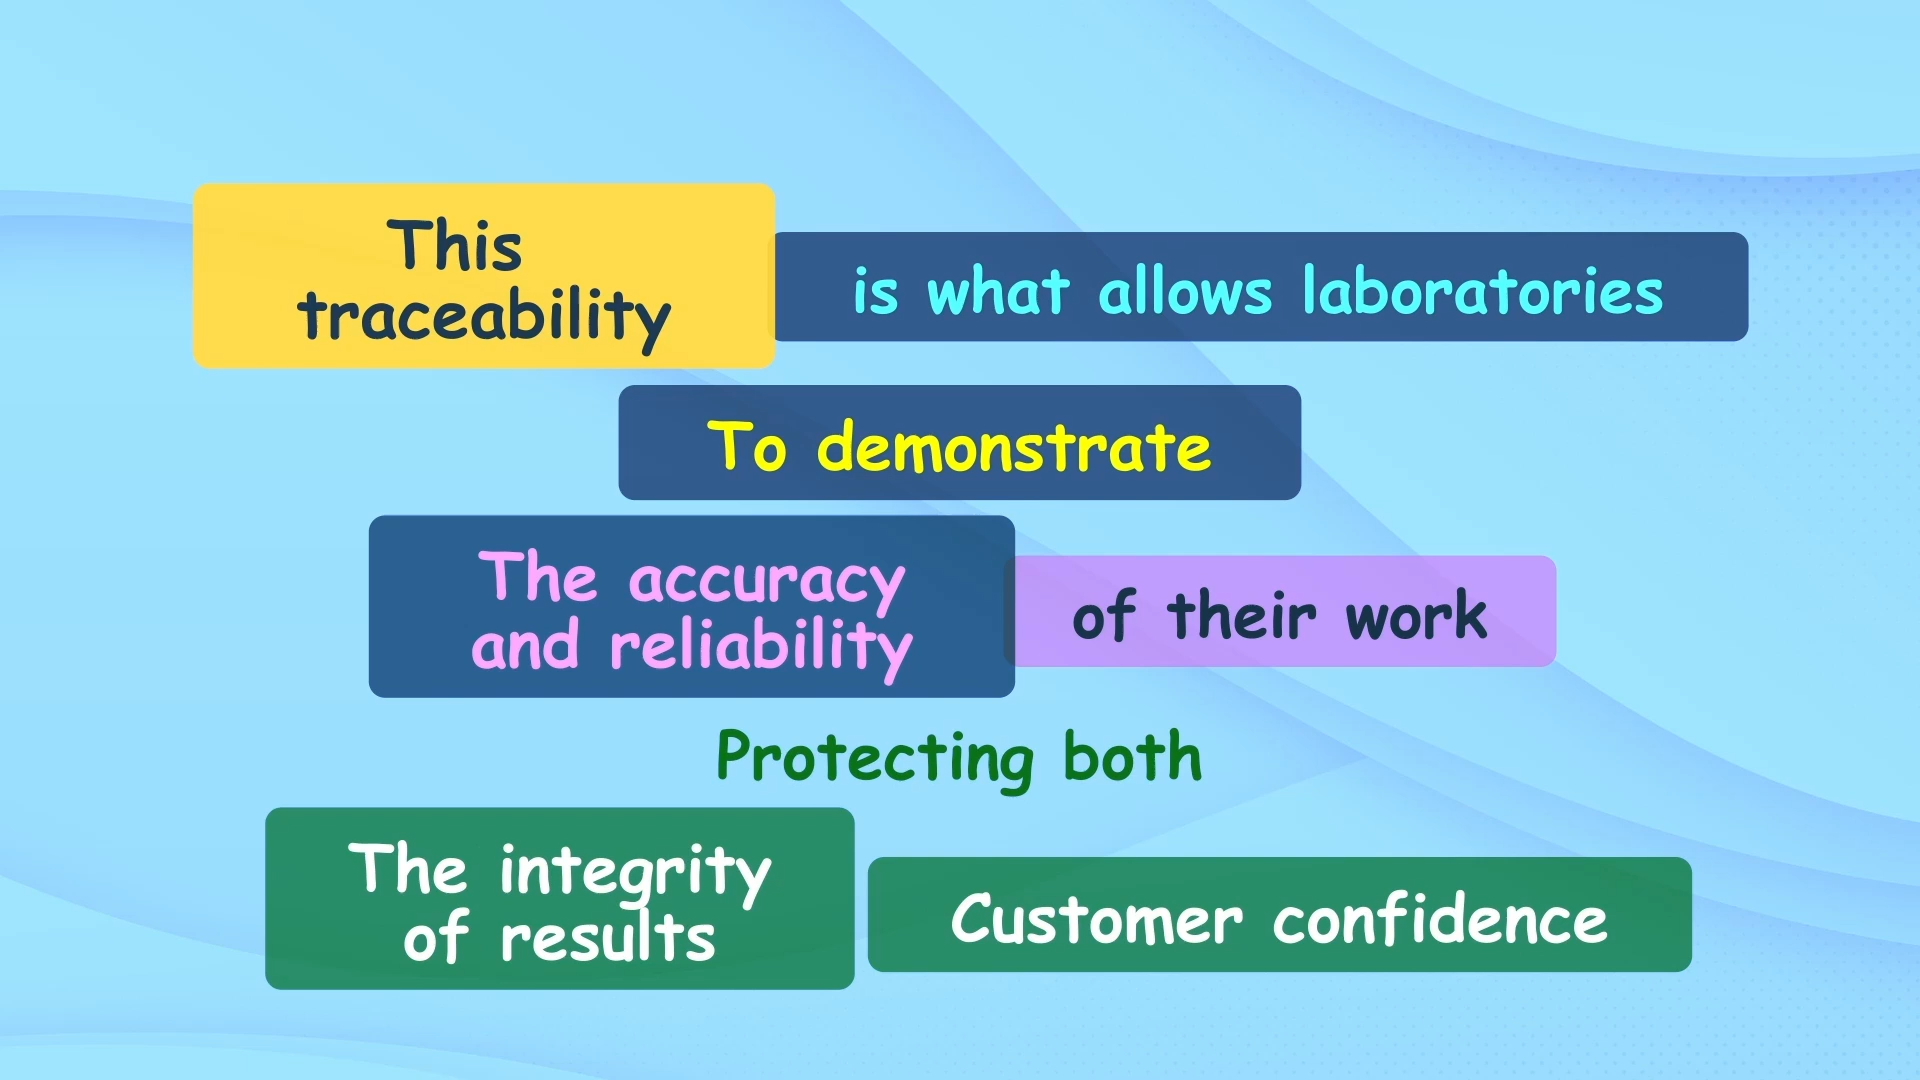 This
traceability
is what allows laboratories
To demonstrate
The accuracy
and reliability
of their work
Protecting both
The integrity
of results
Customer confidence